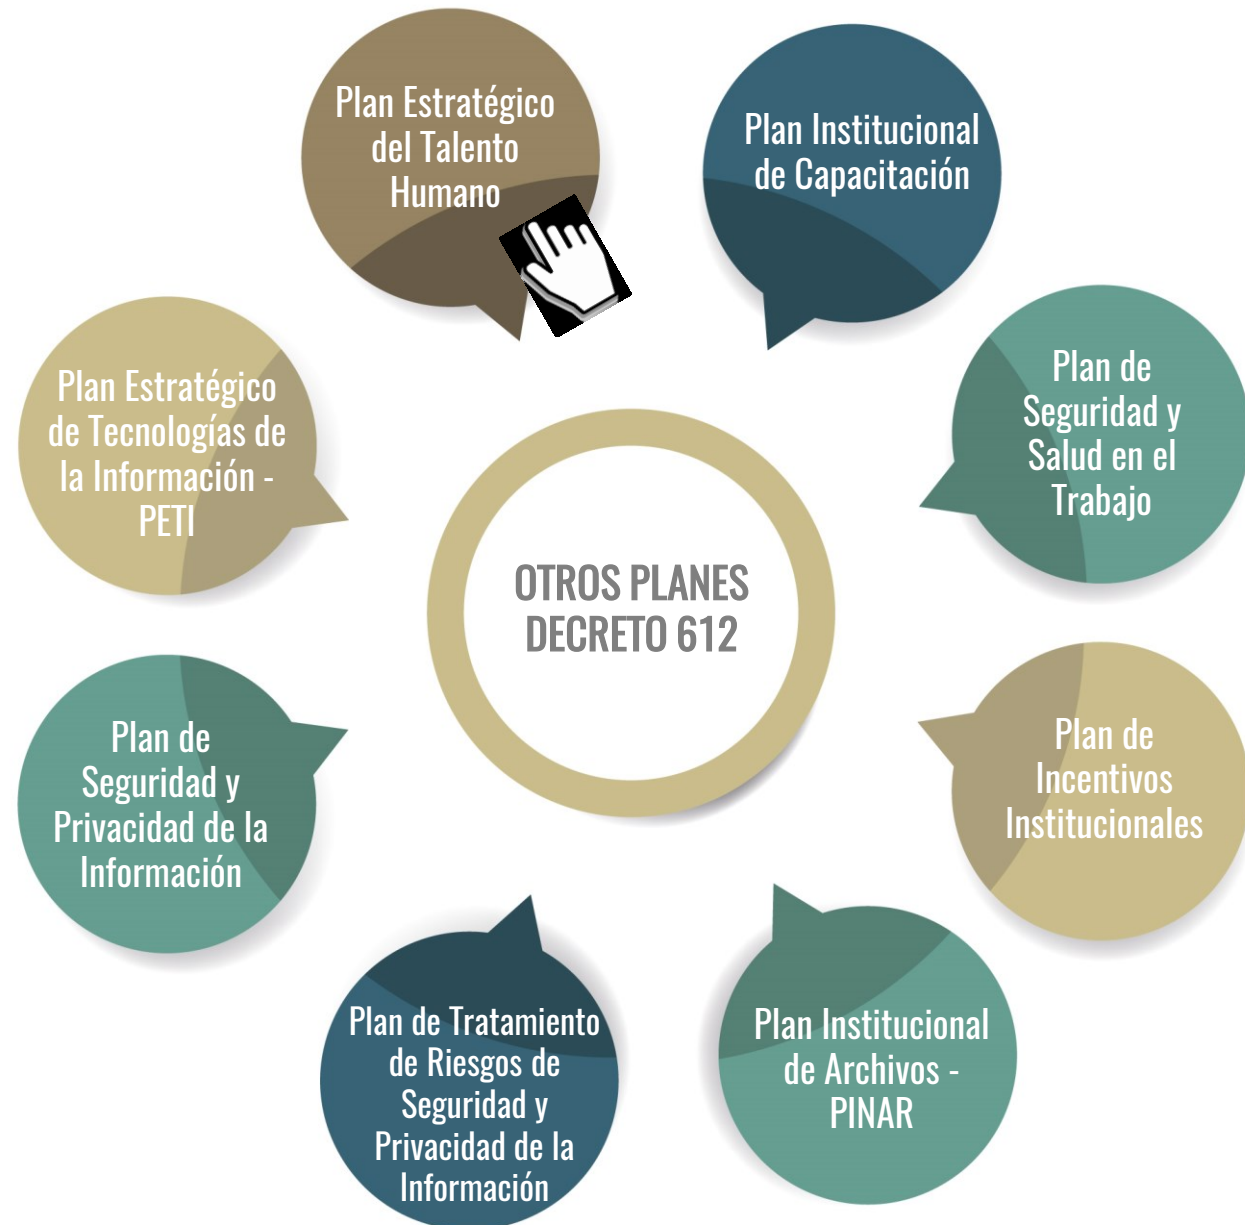 Plan Estratégico
del Talento
Humano
Plan Institucional
de Capacitación
Plan de
Seguridad y
Salud en el
Trabajo
Plan de
Incentivos
Institucionales
Plan Institucional
de Archivos -
PINAR
Plan de Tratamiento
de Riesgos de
Seguridad y
Privacidad de la
Información
Plan de
Seguridad y
Privacidad de la
Información
Plan Estratégico
de Tecnologías de
la Información -
PETI
OTROS PLANES
DECRETO 612